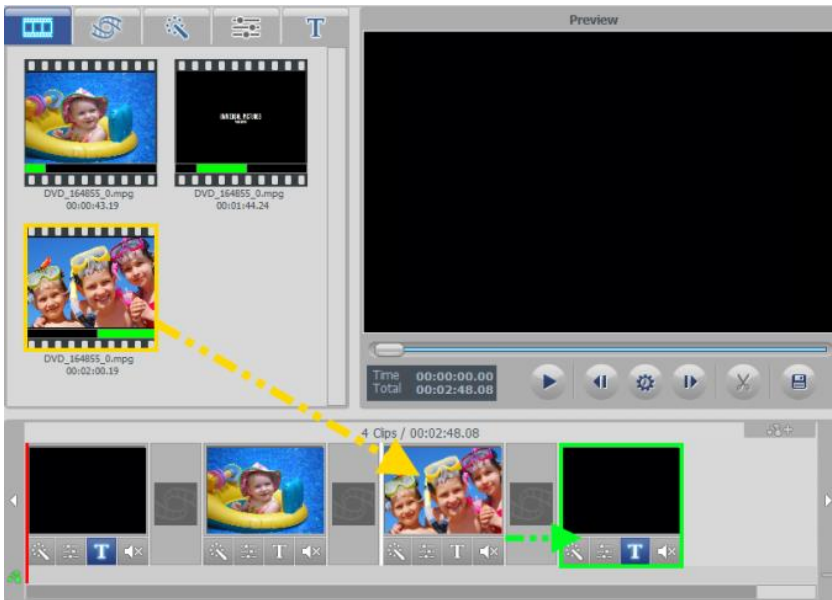 T
Preview
DVD_164855_0.mpg
00:00:43.19
DVD_164855_0.mpg
00:01:44.24
DVD_164855_0.mpg
00:02:00.19
Time 00:00:00.00
Total 00:02:48.08
4 Clips / 00:02:48.08
T
T
T
T